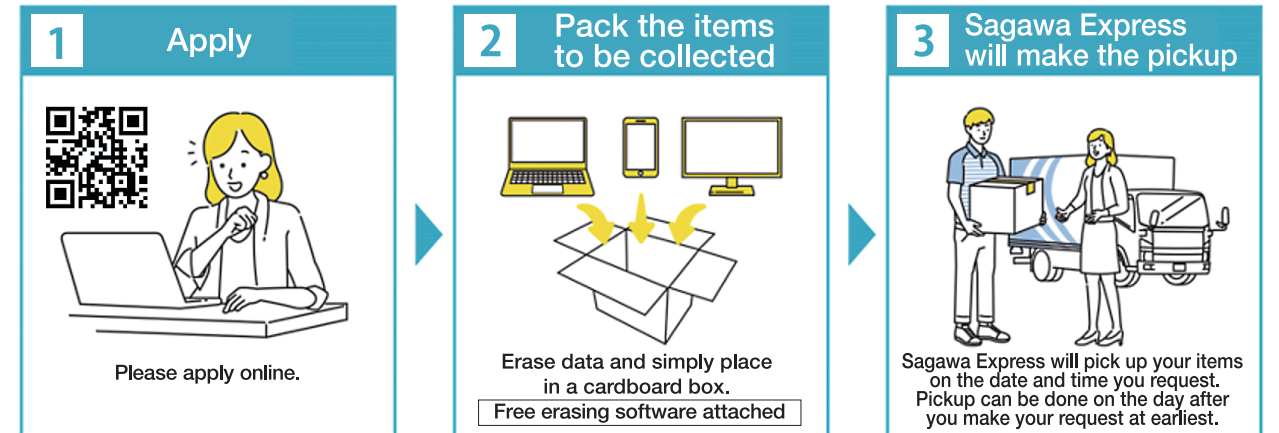 1
Apply
Please apply online.
2
Pack the items
to be collected
Erase data and simply place
in a cardboard box.
Free erasing software attached
3
Sagawa Express
will make the pickup
Sagawa Express will pick up your items
on the date and time you request.
Pickup can be done on the day after
you make your request at earliest.